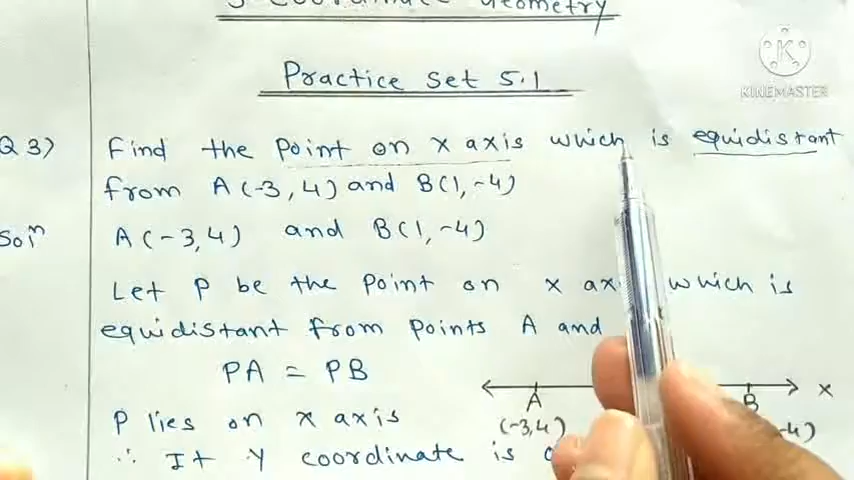 Geometry
Practice Set 5.1
KINEMASTER
Q 3) Find the point on x axis which is equidistant
from A(-3,4) and B(1,-4)
Solⁿ A(-3,4) and B(1,-4)
Let P be the point on x which is
equidistant from points A and
PA = PB
P lies on x axis
∴ It Y coordinate is
A B X
(-3,4)